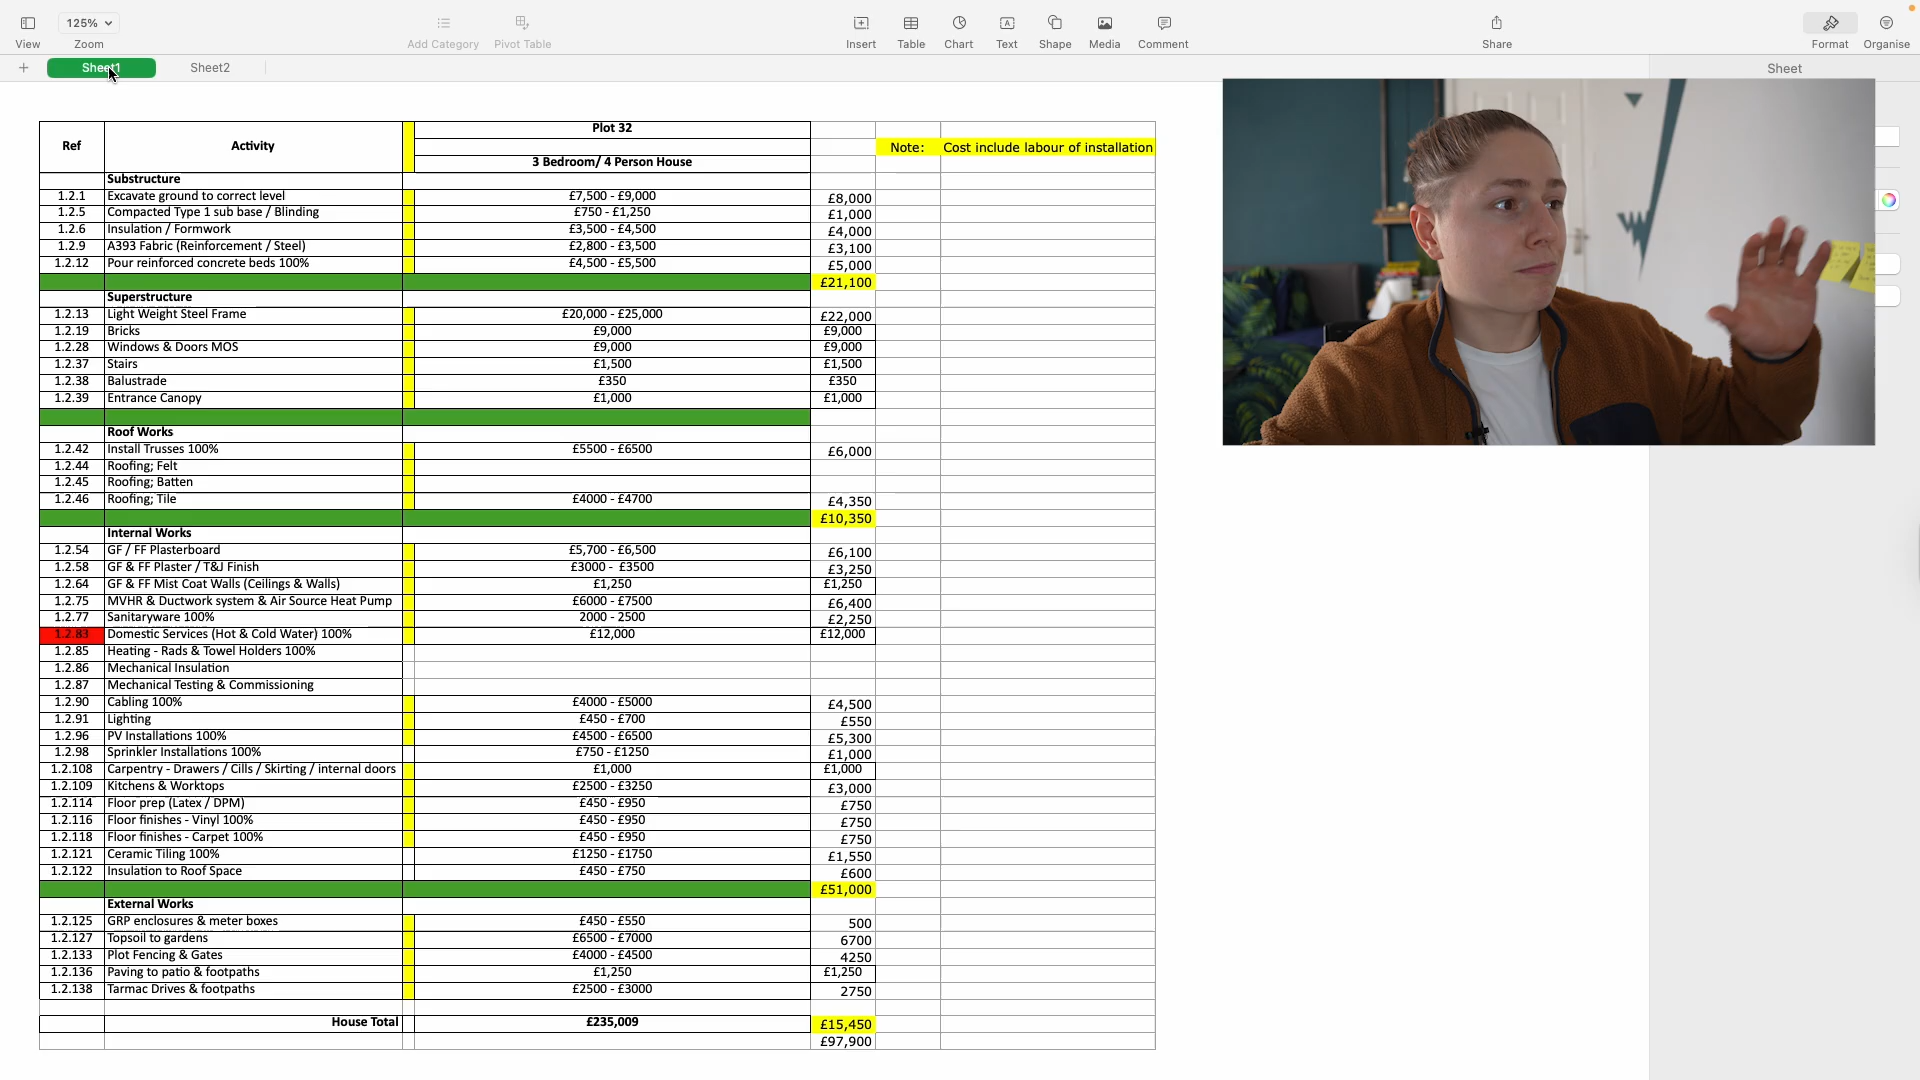 125%
View Zoom Add Category Pivot Table Insert Table Chart Text Shape Media Comment Share Format Organise
+ Sheet1 Sheet2 Sheet
Ref Activity Plot 32
Note: Cost include labour of installation
3 Bedroom/ 4 Person House
Substructure
1.2.1 Excavate ground to correct level £7,500 - £9,000 £8,000
1.2.5 Compacted Type 1 sub base / Blinding £750 - £1,250 £1,000
1.2.6 Insulation / Formwork £3,500 - £4,500 £4,000
1.2.9 A393 Fabric (Reinforcement / Steel) £2,800 - £3,500 £3,100
1.2.12 Pour reinforced concrete beds 100% £4,500 - £5,500 £5,000
£21,100
Superstructure
1.2.13 Light Weight Steel Frame £20,000 - £25,000 £22,000
1.2.19 Bricks £9,000 £9,000
1.2.28 Windows & Doors MOS £9,000 £9,000
1.2.37 Stairs £1,500 £1,500
1.2.38 Balustrade £350 £350
1.2.39 Entrance Canopy £1,000 £1,000
Roof Works
1.2.42 Install Trusses 100% £5500 - £6500 £6,000
1.2.44 Roofing; Felt
1.2.45 Roofing; Batten
1.2.46 Roofing; Tile £4000 - £4700 £4,350
£10,350
Internal Works
1.2.54 GF / FF Plasterboard £5,700 - £6,500 £6,100
1.2.58 GF & FF Plaster / T&J Finish £3000 - £3500 £3,250
1.2.64 GF & FF Mist Coat Walls (Ceilings & Walls) £1,250 £1,250
1.2.75 MVHR & Ductwork system & Air Source Heat Pump £6000 - £7500 £6,400
1.2.77 Sanitaryware 100% 2000 - 2500 £2,250
1.2.83 Domestic Services (Hot & Cold Water) 100% £12,000 £12,000
1.2.85 Heating - Rads & Towel Holders 100%
1.2.86 Mechanical Insulation
1.2.87 Mechanical Testing & Commissioning
1.2.90 Cabling 100% £4000 - £5000 £4,500
1.2.91 Lighting £450 - £700 £550
1.2.96 PV Installations 100% £4500 - £6500 £5,300
1.2.98 Sprinkler Installations 100% £750 - £1250 £1,000
1.2.108 Carpentry - Drawers / Cills / Skirting / internal doors £1,000 £1,000
1.2.109 Kitchens & Worktops £2500 - £3250 £3,000
1.2.114 Floor prep (Latex / DPM) £450 - £950 £750
1.2.116 Floor finishes - Vinyl 100% £450 - £950 £750
1.2.118 Floor finishes - Carpet 100% £450 - £950 £750
1.2.121 Ceramic Tiling 100% £1250 - £1750 £1,550
1.2.122 Insulation to Roof Space £450 - £750 £600
£51,000
External Works
1.2.125 GRP enclosures & meter boxes £450 - £550 500
1.2.127 Topsoil to gardens £6500 - £7000 6700
1.2.133 Plot Fencing & Gates £4000 - £4500 4250
1.2.136 Paving to patio & footpaths £1,250 £1,250
1.2.138 Tarmac Drives & footpaths £2500 - £3000 2750
House Total £235,009 £15,450
£97,900